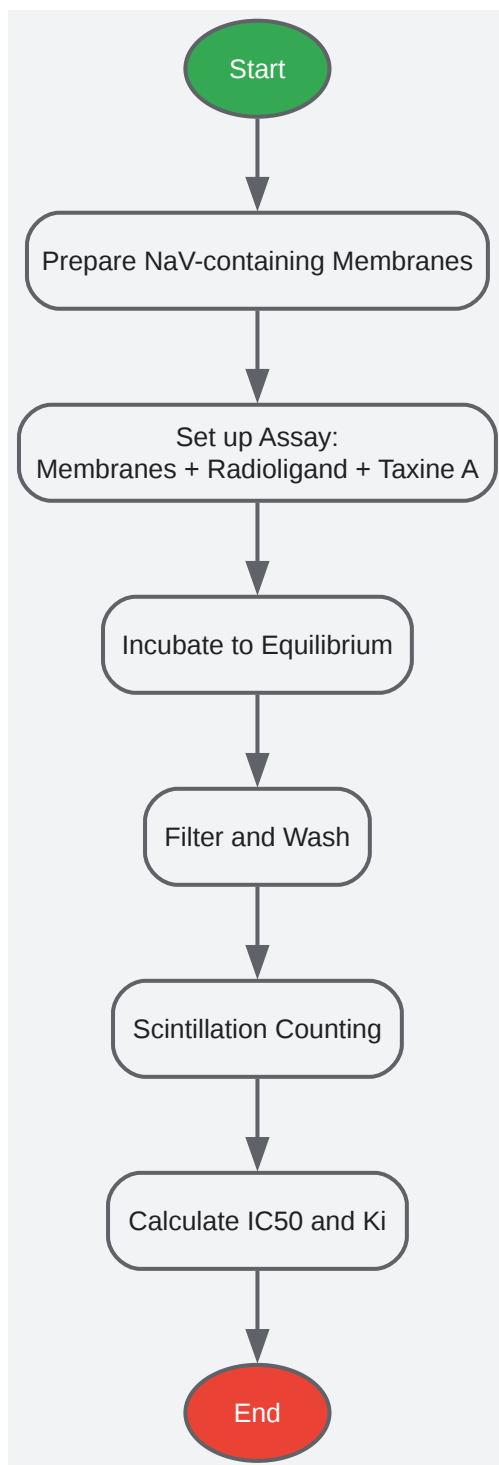 Start
Prepare NaV-containing Membranes
Set up Assay:
Membranes + Radioligand + Taxine A
Incubate to Equilibrium
Filter and Wash
Scintillation Counting
Calculate IC50 and Ki
End